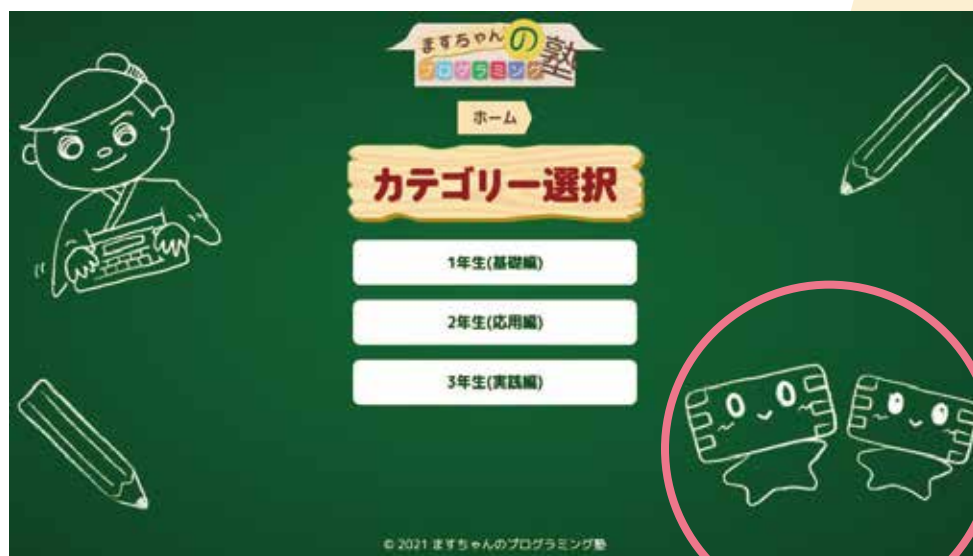 ますちゃんの塾
プログラミング
ホーム
カテゴリー選択
1年生(基礎編)
2年生(応用編)
3年生(実践編)
© 2021 ますちゃんのプログラミング塾